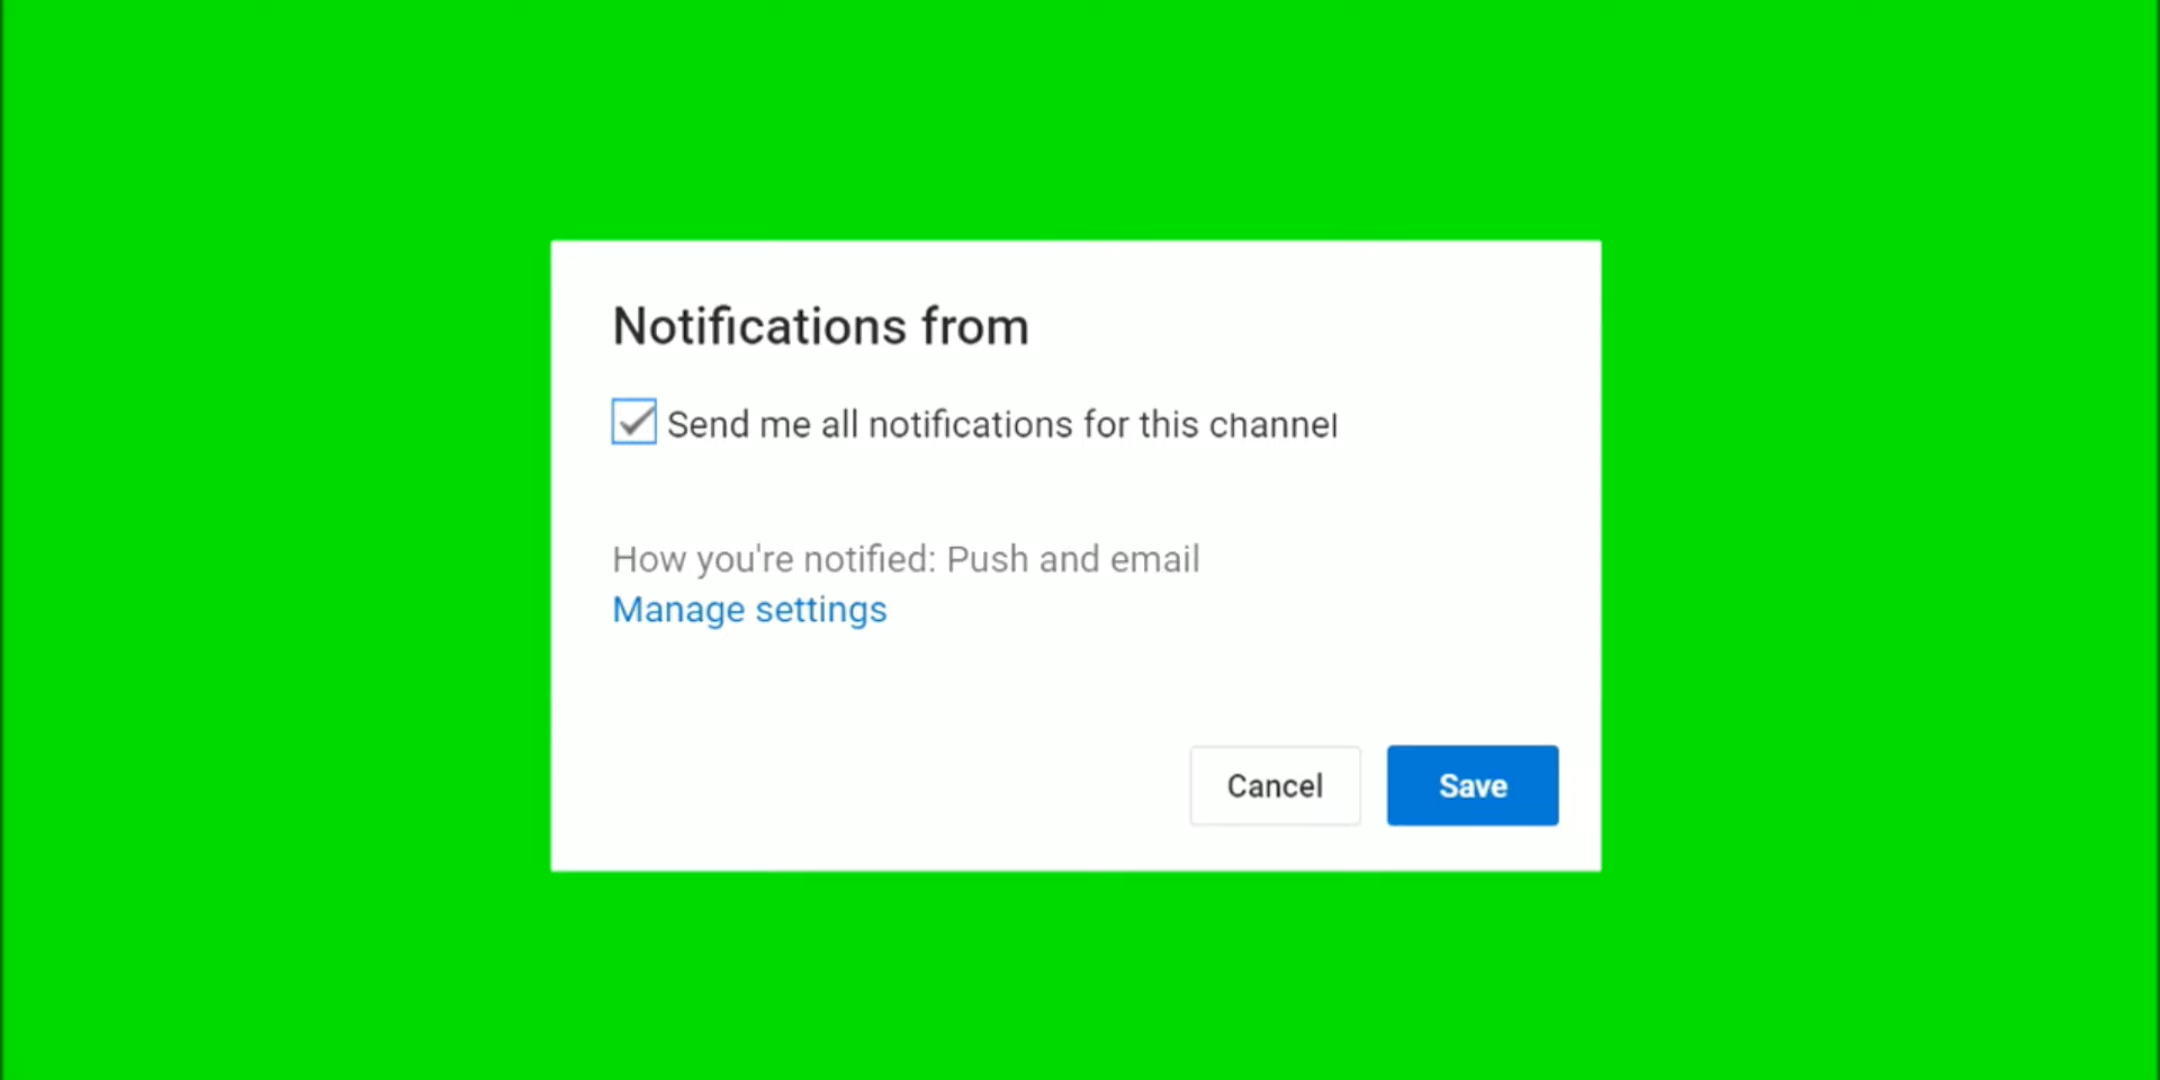 Notifications from
Send me all notifications for this channel
How you're notified: Push and email
Manage settings
Cancel Save